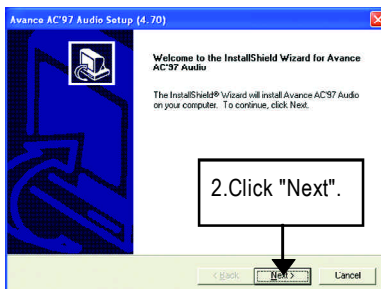 Avance AC'97 Audio Setup (4.70)
Welcome to the InstallShield Wizard for Avance
AC'97 Audio
The InstallShield® Wizard will install Avance AC'97 Audio
on your computer. To continue, click Next.
2.Click "Next".
< Back
Next >
Cancel